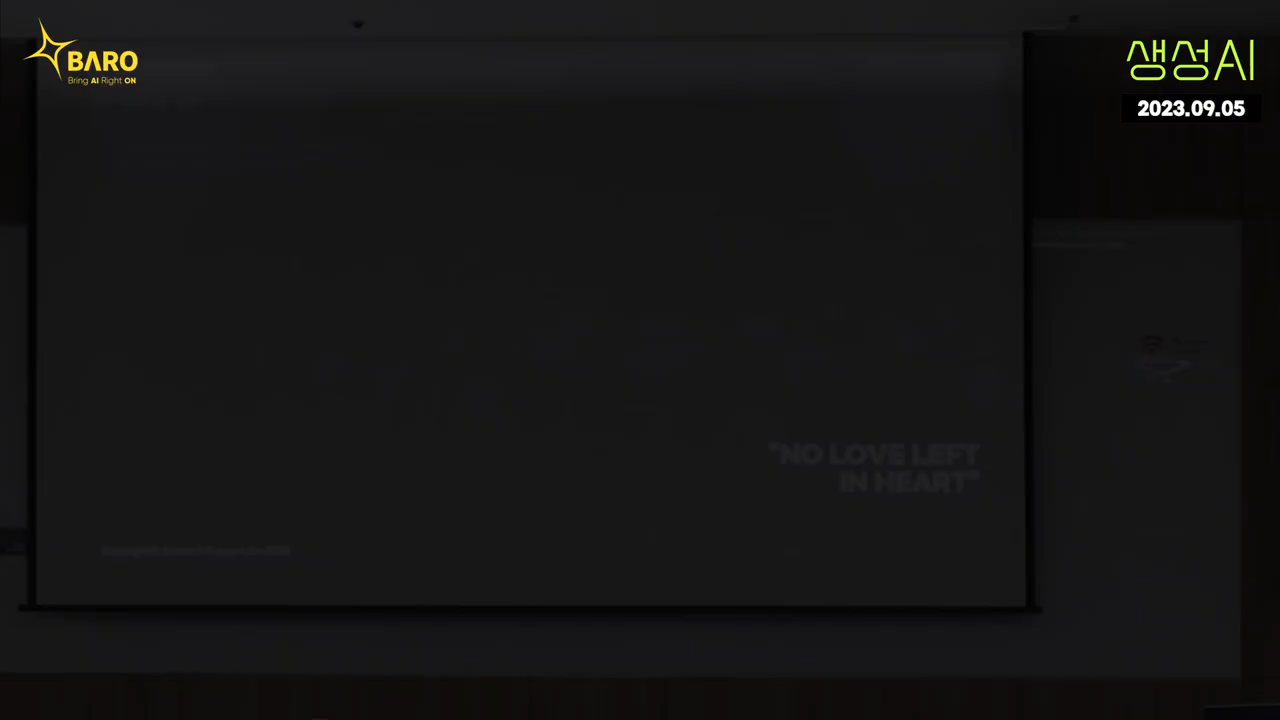 BARO
Bring AI Right ON
생성AI
2023.09.05
"NO LOVE LEFT
IN HEART"